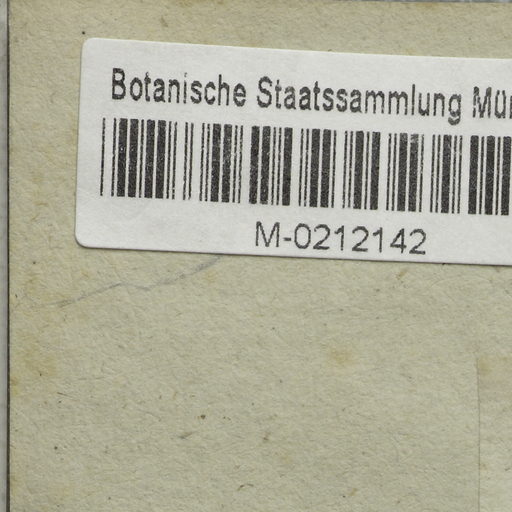 Botanische Staatssammlung Mün
M-0212142